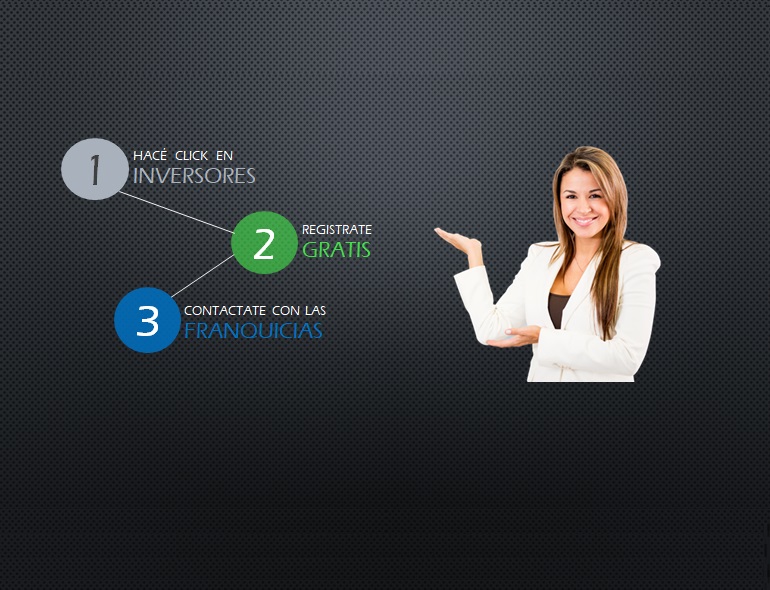 1
HACÉ CLICK EN
INVERSORES
2
REGISTRATE
GRATIS
3
CONTACTATE CON LAS
FRANQUICIAS